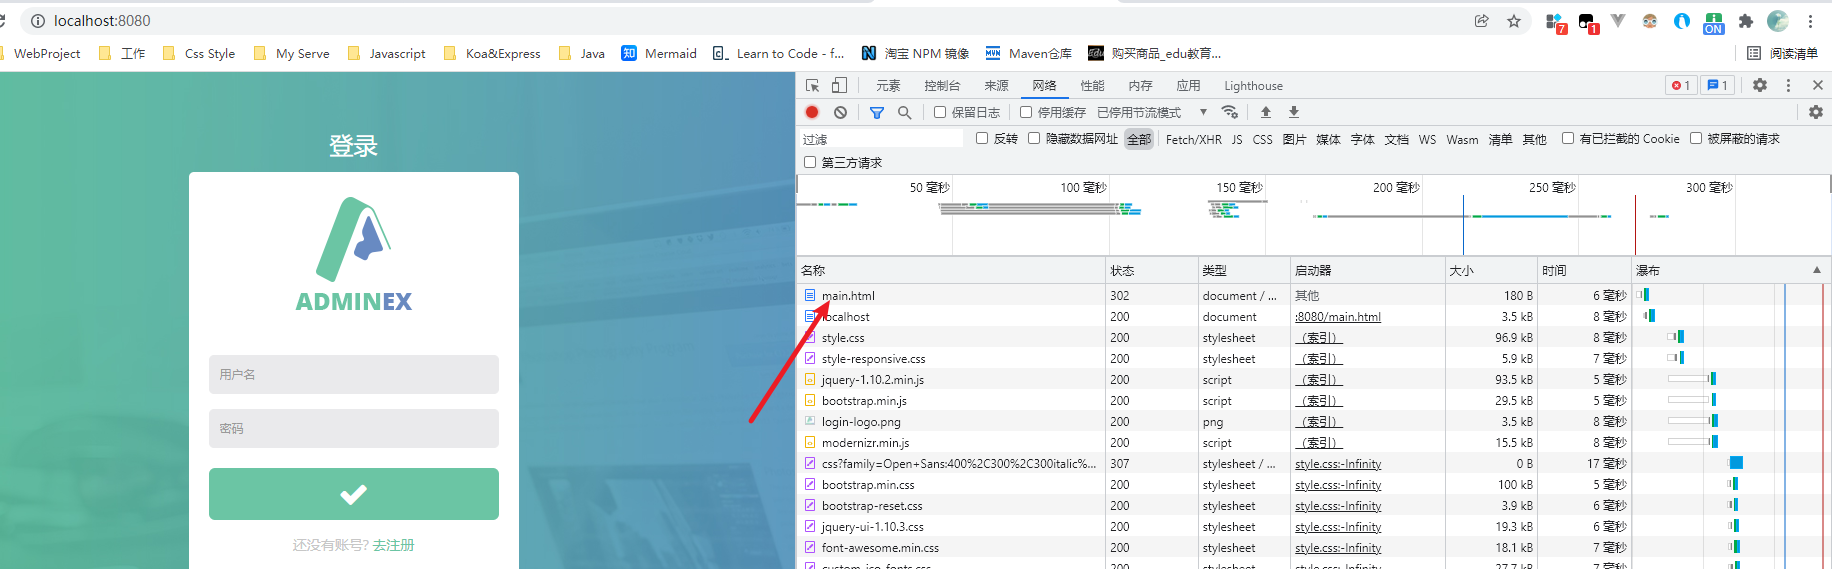 localhost:8080
7 1 ON
WebProject 工作 Css Style My Serve Javascript Koa&Express Java 知 Mermaid Learn to Code - f... N 淘宝 NPM 镜像 MVN Maven仓库 Edu 购买商品_edu教育... 阅读清单
元素 控制台 来源 网络 性能 内存 应用 Lighthouse 1 1
保留日志 停用缓存 已停用节流模式
过滤 反转 隐藏数据网址 全部 Fetch/XHR JS CSS 图片 媒体 字体 文档 WS Wasm 清单 其他 有已拦截的 Cookie 被屏蔽的请求
第三方请求
50 毫秒 100 毫秒 150 毫秒 200 毫秒 250 毫秒 300 毫秒
登录
ADMINEX
用户名
密码
还没有账号? 去注册
名称 状态 类型 启动器 大小 时间 瀑布
main.html 302 document / ... 其他 180 B 6 毫秒
localhost 200 document :8080/main.html 3.5 kB 8 毫秒
style.css 200 stylesheet （索引） 96.9 kB 8 毫秒
style-responsive.css 200 stylesheet （索引） 5.9 kB 7 毫秒
jquery-1.10.2.min.js 200 script （索引） 93.5 kB 5 毫秒
bootstrap.min.js 200 script （索引） 29.5 kB 5 毫秒
login-logo.png 200 png （索引） 3.5 kB 8 毫秒
modernizr.min.js 200 script （索引） 15.5 kB 8 毫秒
css?family=Open+Sans:400%2C300%2C300italic%... 307 stylesheet / ... style.css:-Infinity 0 B 17 毫秒
bootstrap.min.css 200 stylesheet style.css:-Infinity 100 kB 5 毫秒
bootstrap-reset.css 200 stylesheet style.css:-Infinity 3.9 kB 6 毫秒
jquery-ui-1.10.3.css 200 stylesheet style.css:-Infinity 19.3 kB 6 毫秒
font-awesome.min.css 200 stylesheet style.css:-Infinity 18.1 kB 7 毫秒
custom-ico-fonts.css 200 stylesheet style.css:-Infinity 27.7 kB 7 毫秒